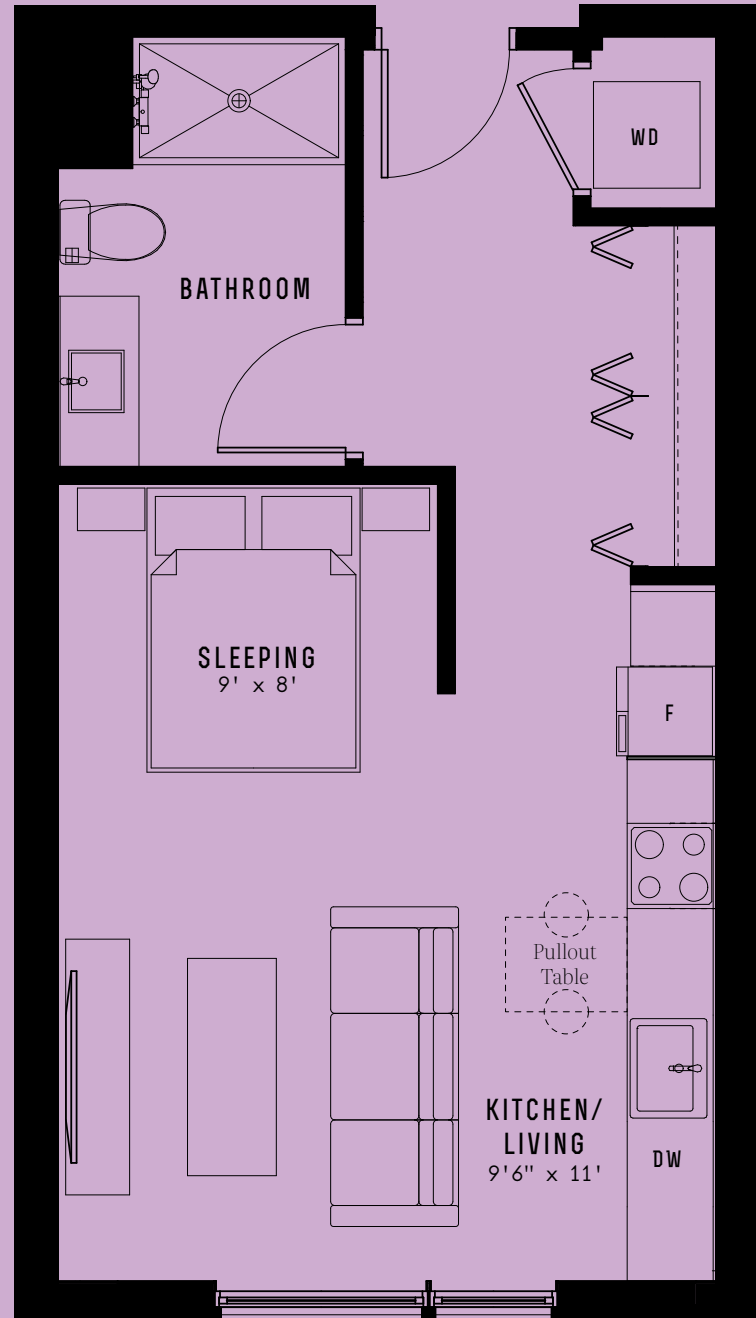 WD
BATHROOM
SLEEPING
9' x 8'
F
Pullout
Table
KITCHEN/
LIVING
9'6" x 11'
DW